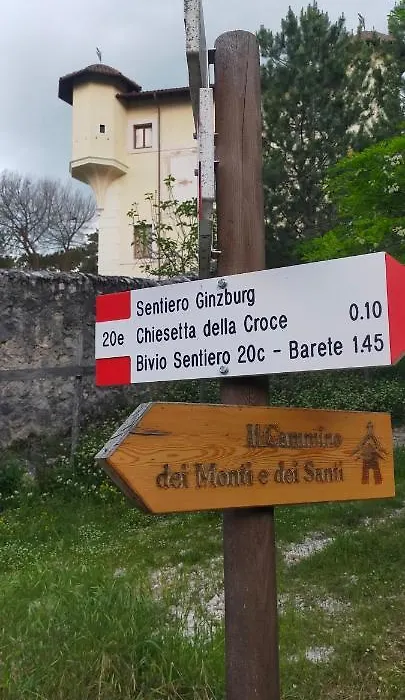 Sentiero Ginzburg
20e Chiesetta della Croce 0.10
Bivio Sentiero 20c - Barete 1.45
Il Cammino
dei Monti e dei Santi